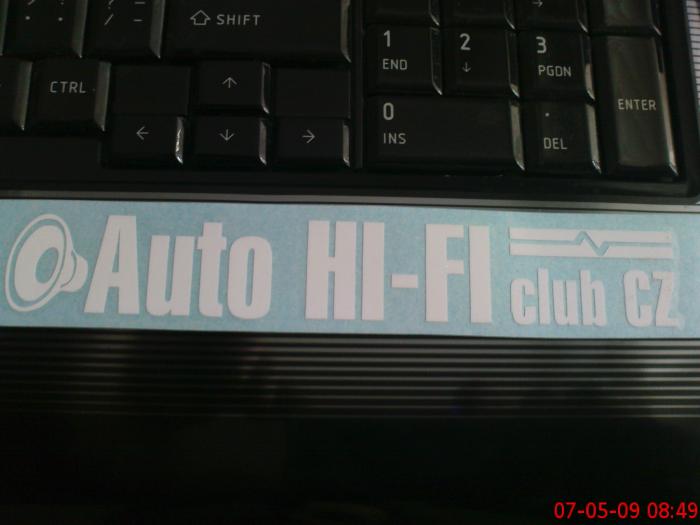 SHIFT
1 END
2 ↓
3 PGDN
CTRL
↑
ENTER
← ↓ →
0 INS
. DEL
Auto HI-FI club CZ
07-05-09 08:49